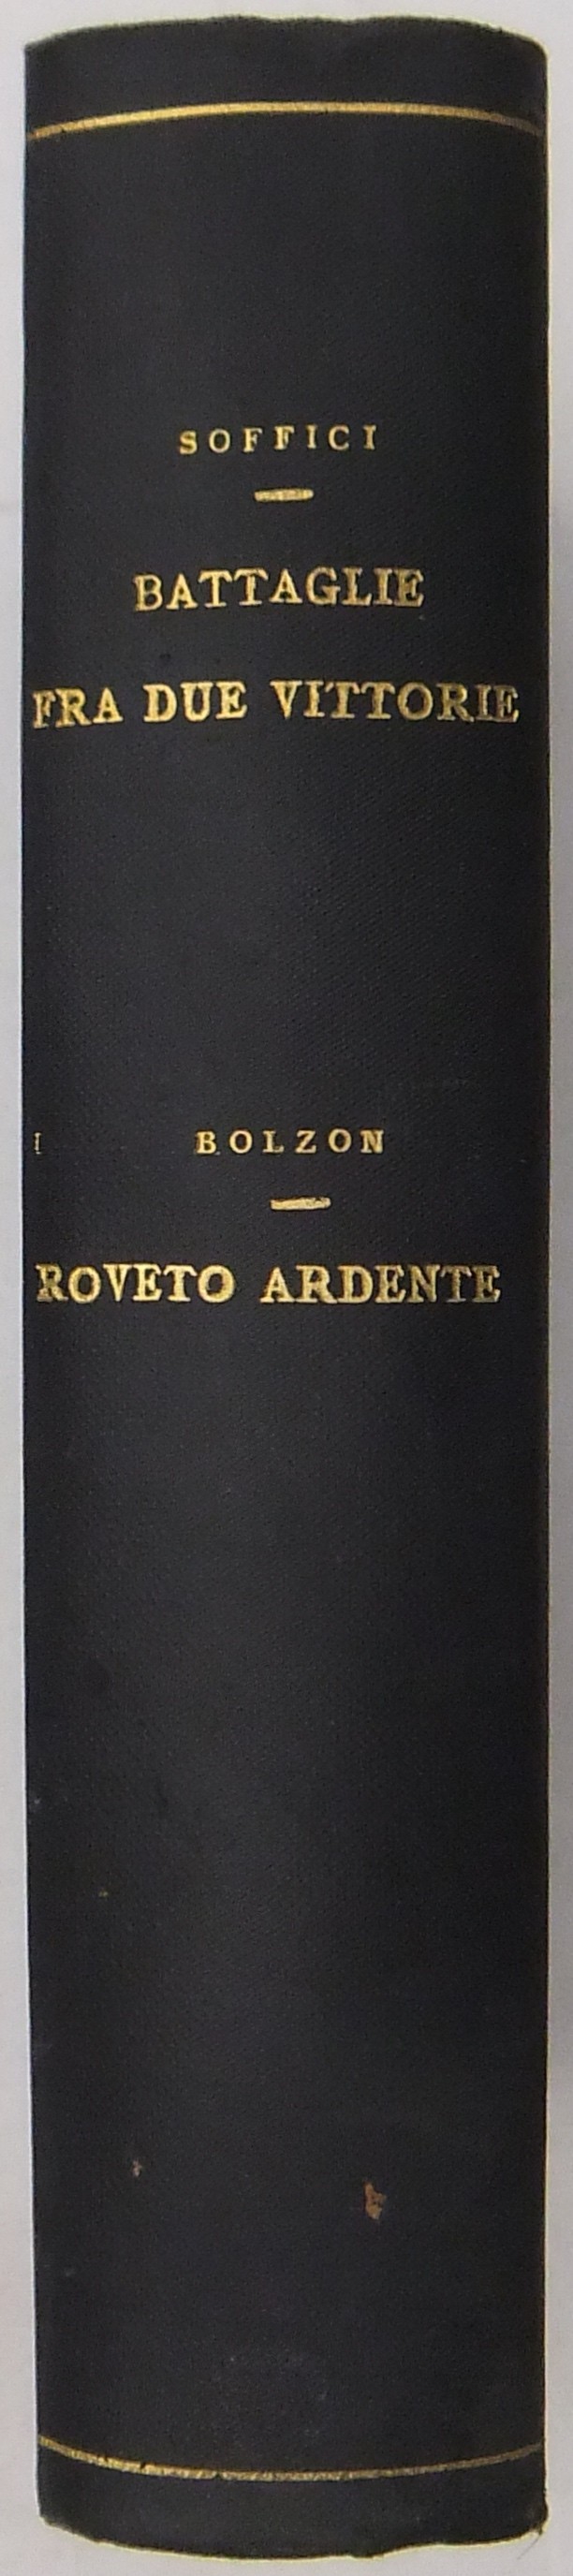 SOFFICI
BATTAGLIE
FRA DUE VITTORIE
BOLZON
ROVETO ARDENTE